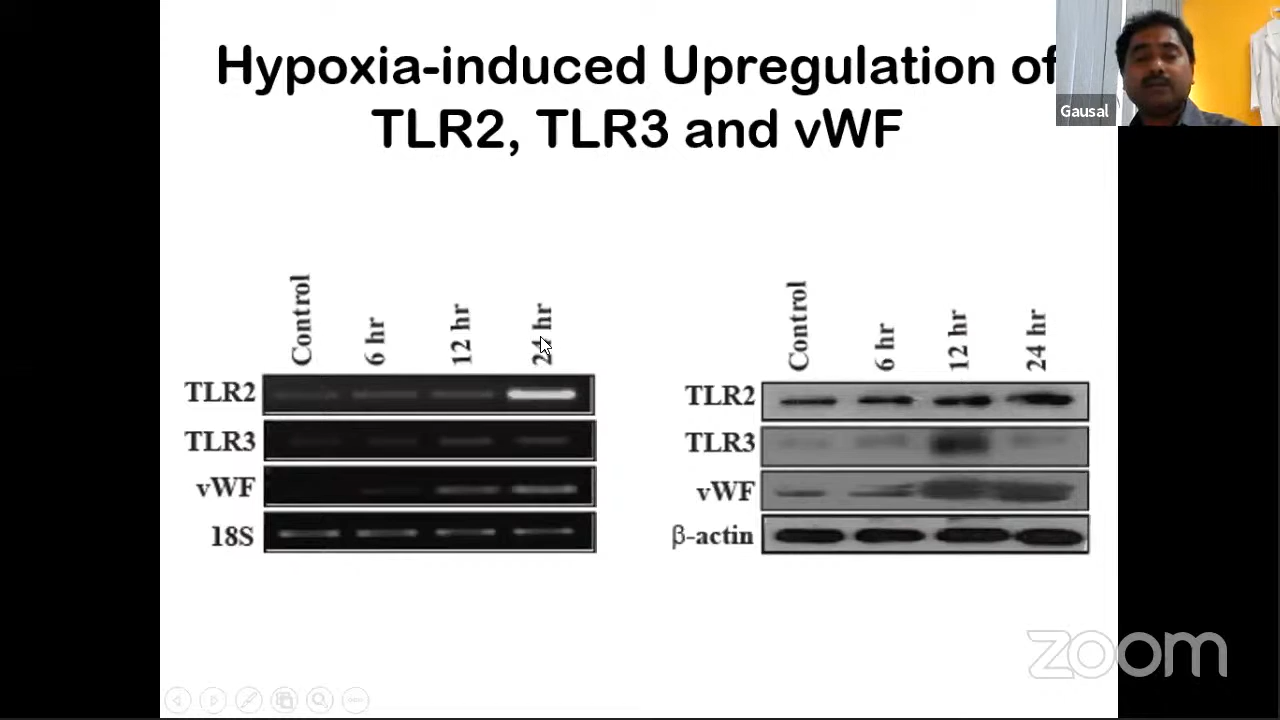 Hypoxia-induced Upregulation of
TLR2, TLR3 and vWF
Gausal
Control 6 hr 12 hr 24 hr
TLR2
TLR3
vWF
18S
Control 6 hr 12 hr 24 hr
TLR2
TLR3
vWF
β-actin
zoom